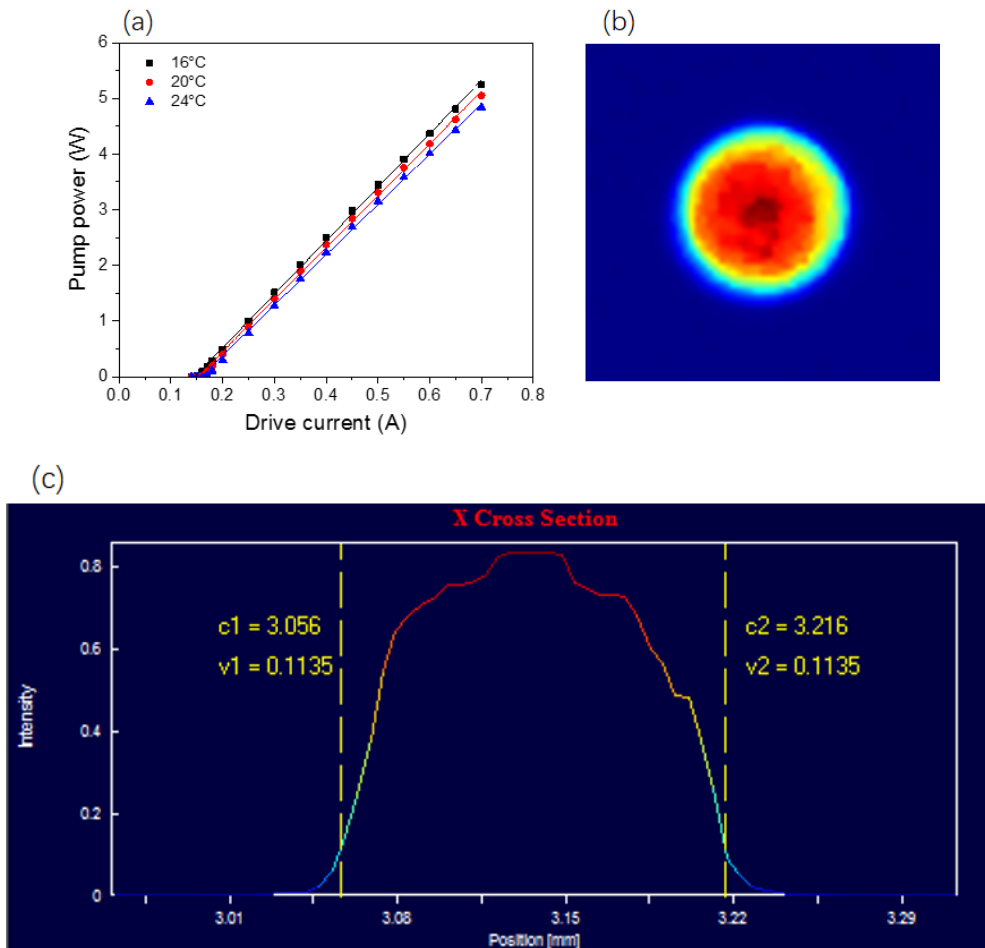 (a)
6
5
4
3
2
1
0
Pump power (W)
16°C
20°C
24°C
0.0 0.1 0.2 0.3 0.4 0.5 0.6 0.7 0.8
Drive current (A)
(b)
(c)
X Cross Section
0.8
0.6
0.4
0.2
0
Intensity
c1 = 3.056
v1 = 0.1135
c2 = 3.216
v2 = 0.1135
3.01 3.08 3.15 3.22 3.29
Position [mm]